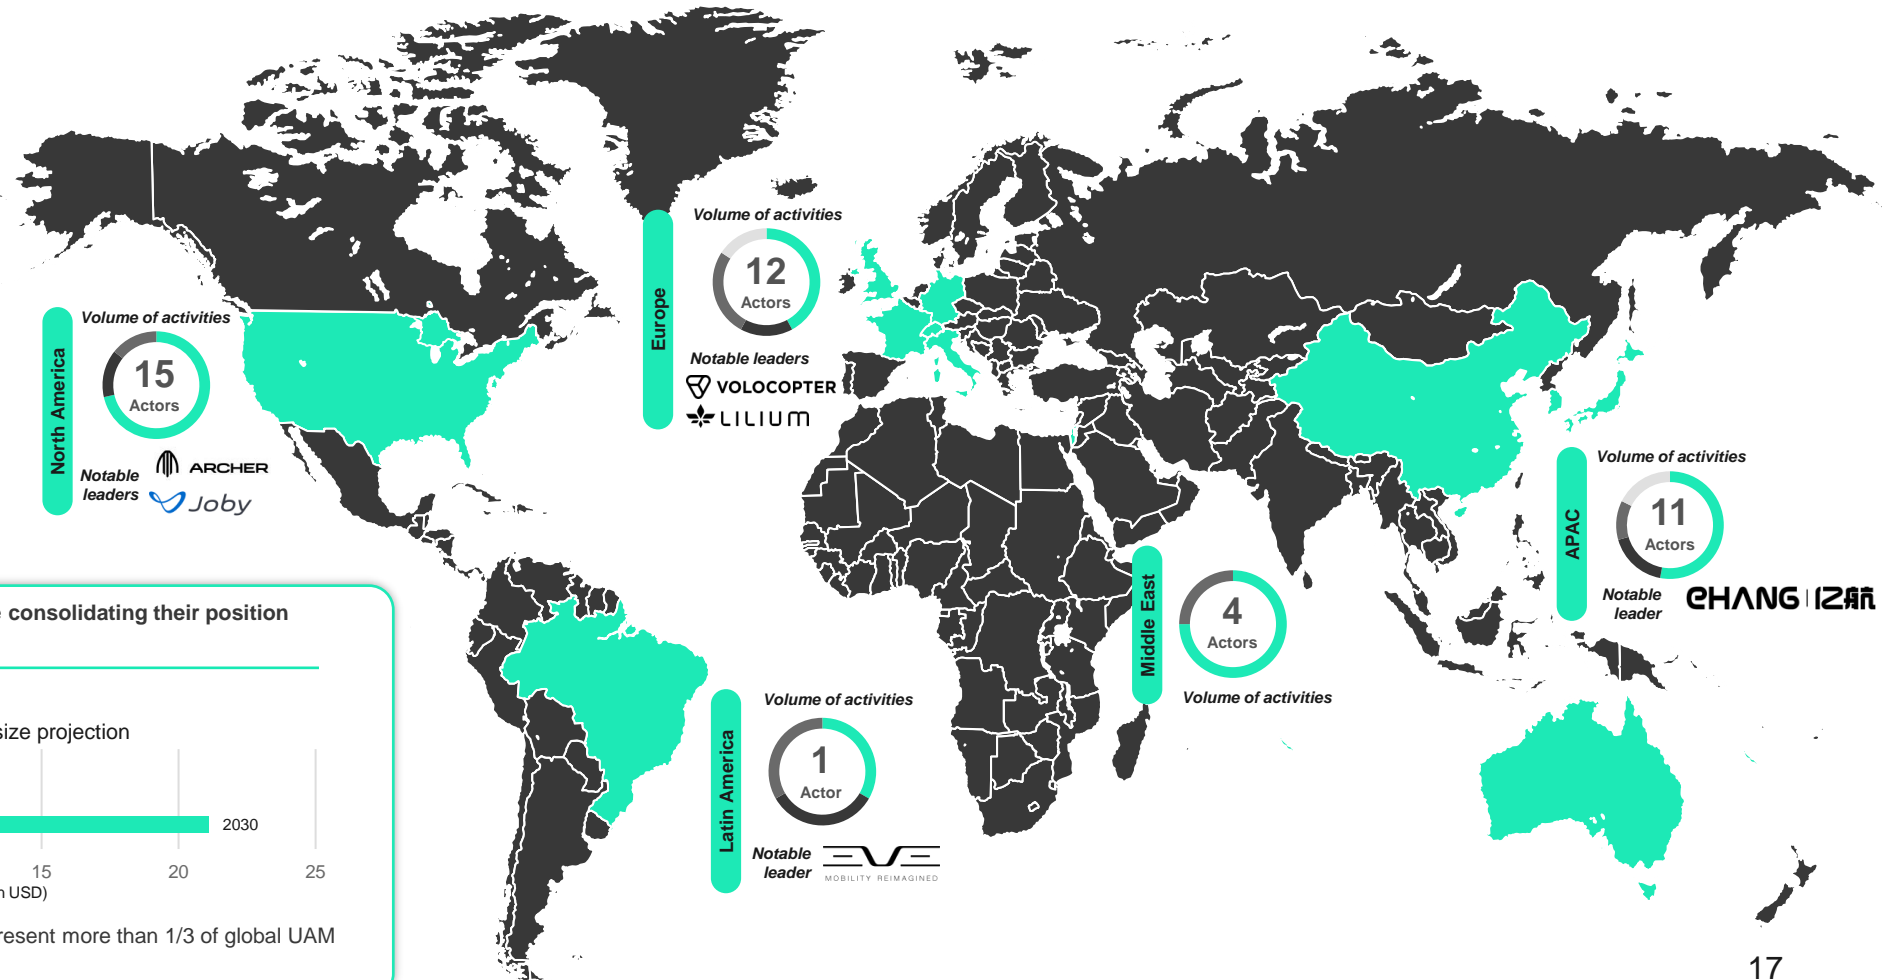 Volume of activities
12
Actors
Europe
Notable leaders
VOLOCOPTER
LILIUM
Volume of activities
15
Actors
North America
Notable
leaders
ARCHER
Joby
Volume of activities
11
Actors
APAC
Notable
leader
EHANG 亿航
Middle East
4
Actors
Volume of activities
Volume of activities
1
Actor
Latin America
Notable
leader
EVE
MOBILITY REIMAGINED
consolidating their position
size projection
2030
15
20
25
USD)
more than 1/3 of global UAM
17